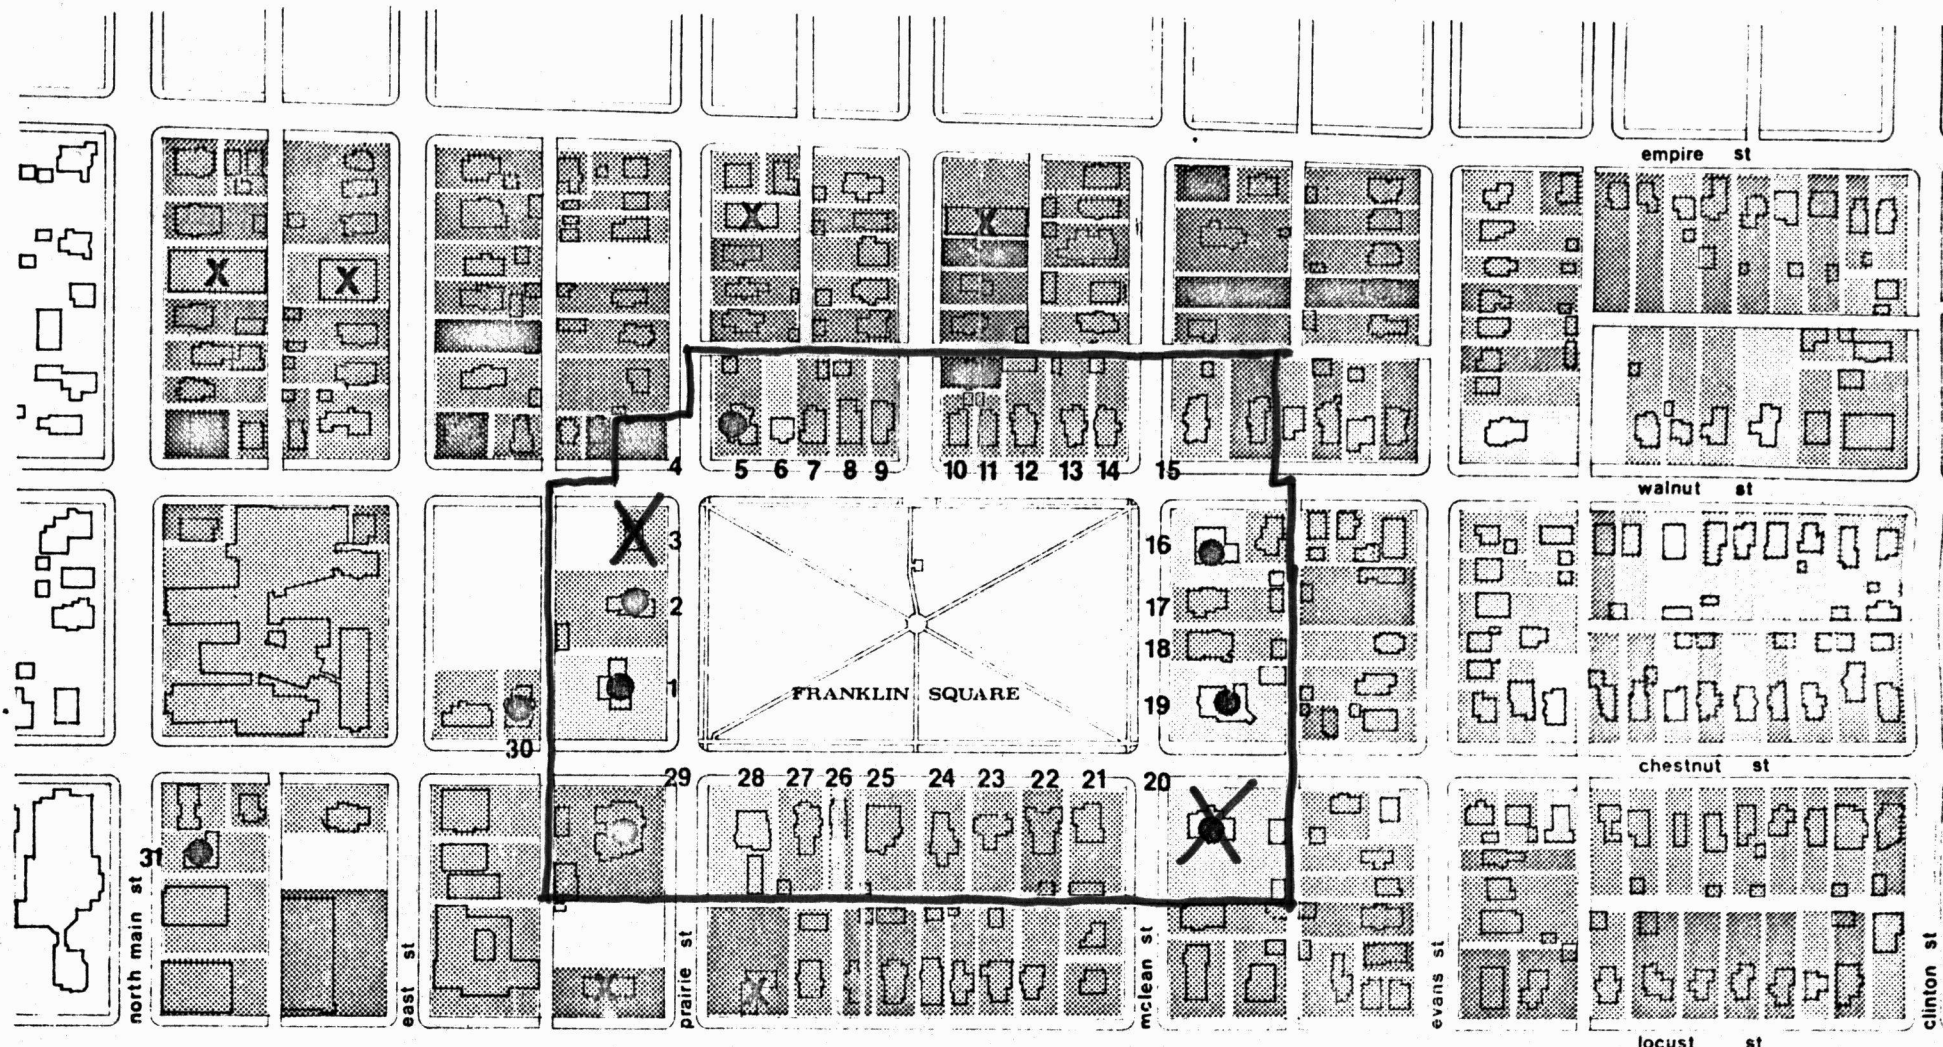 empire st
4
5 6 7 8 9 10 11 12 13 14 15
walnut st
3
16
2
17
18
1
FRANKLIN SQUARE
19
30
chestnut st
29 28 27 26 25 24 23 22 21 20
31
north main st
east st
prairie st
mclean st
evans st
clinton st
locust st